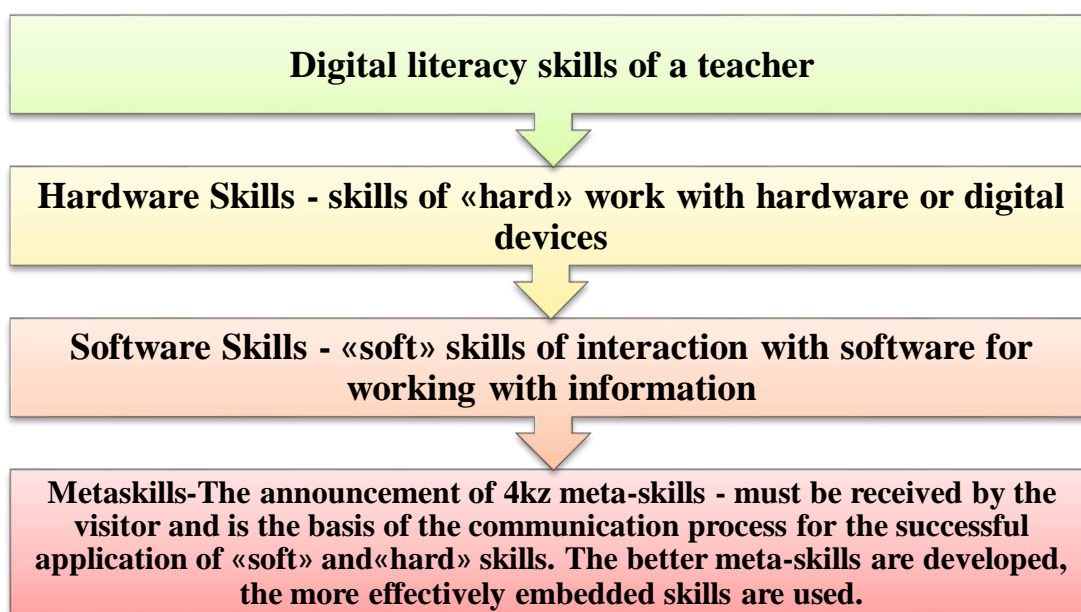 Digital literacy skills of a teacher
Hardware Skills - skills of «hard» work with hardware or digital
devices
Software Skills - «soft» skills of interaction with software for
working with information
Metaskills-The announcement of 4kz meta-skills - must be received by the
visitor and is the basis of the communication process for the successful
application of «soft» and«hard» skills. The better meta-skills are developed,
the more effectively embedded skills are used.